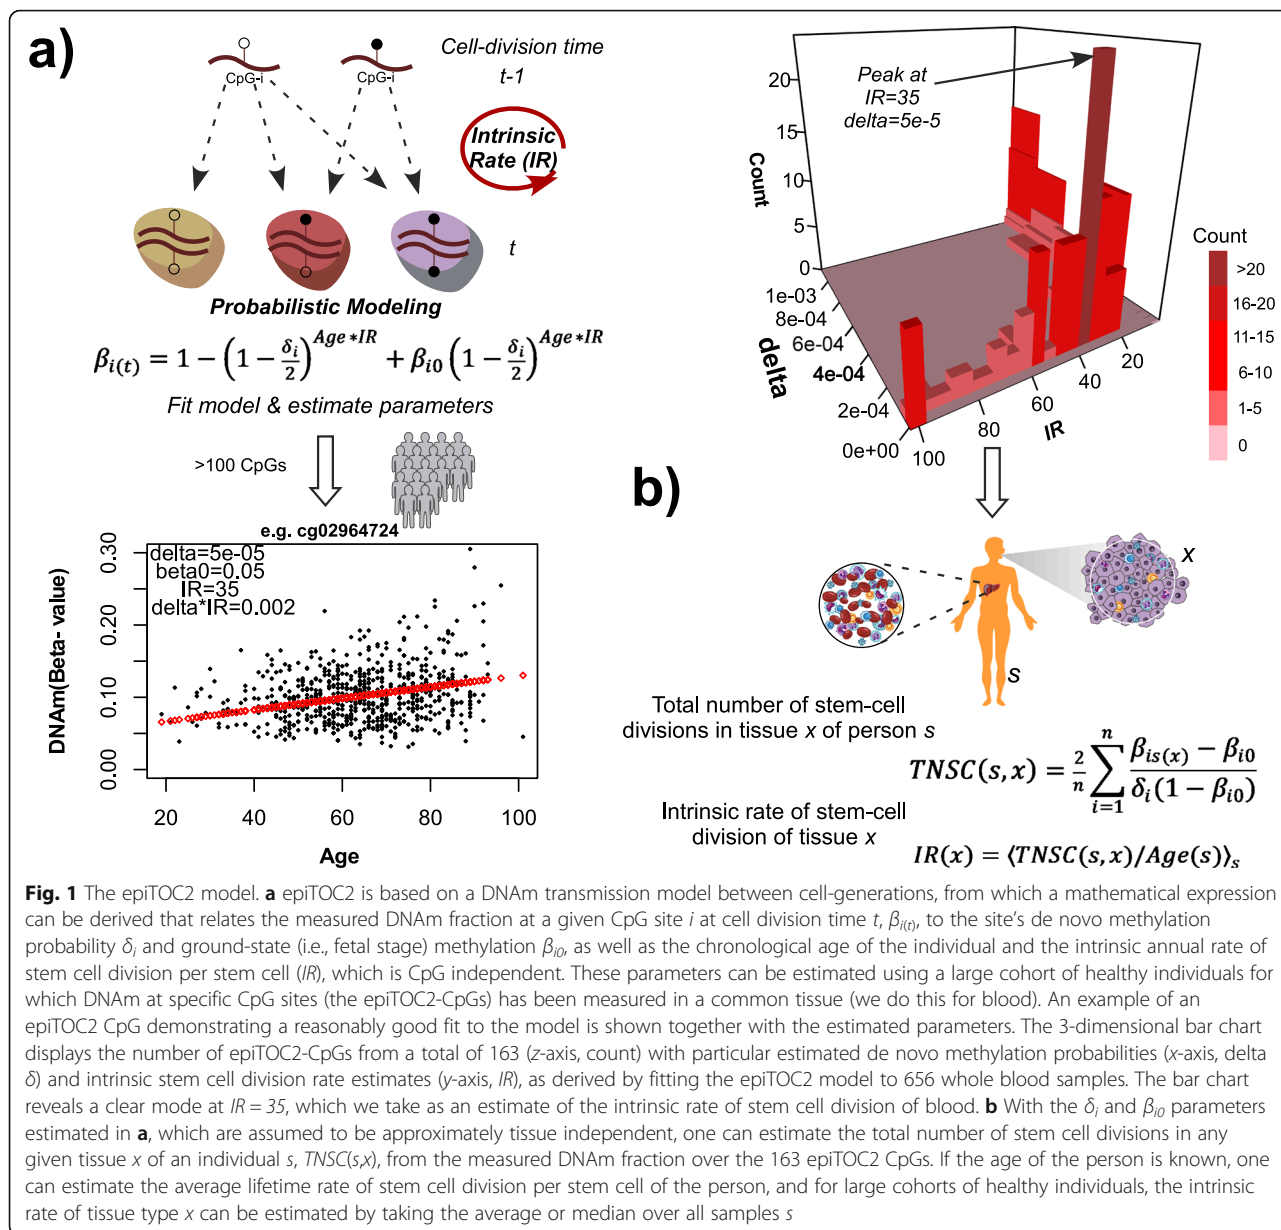 a)
Cell-division time
t-1
CpG-i
CpG-i
Intrinsic
Rate (IR)
t
Probabilistic Modeling
β_{i(t)} = 1 − (1 − δ_i/2)^{Age*IR} + β_{i0} (1 − δ_i/2)^{Age*IR}
Fit model & estimate parameters
>100 CpGs
e.g. cg02964724
delta=5e-05
beta0=0.05
IR=35
delta*IR=0.002
DNAm(Beta- value)
0.30
0.20
0.10
0.00
20
40
60
80
100
Age
Peak at
IR=35
delta=5e-5
Count
20
15
10
5
0
1e-03
8e-04
6e-04
4e-04
2e-04
0e+00
delta
100
80
60
40
20
IR
Count
>20
16-20
11-15
6-10
1-5
0
b)
x
s
Total number of stem-cell
divisions in tissue x of person s
TNSC(s,x) = 2/n ∑_{i=1}^{n} (β_{is(x)} − β_{i0}) / (δ_i(1 − β_{i0}))
Intrinsic rate of stem-cell
division of tissue x
IR(x) = ⟨TNSC(s,x)/Age(s)⟩_s
Fig. 1 The epiTOC2 model. a epiTOC2 is based on a DNAm transmission model between cell-generations, from which a mathematical expression
can be derived that relates the measured DNAm fraction at a given CpG site i at cell division time t, β_{i(t)}, to the site's de novo methylation
probability δ_i and ground-state (i.e., fetal stage) methylation β_{i0}, as well as the chronological age of the individual and the intrinsic annual rate of
stem cell division per stem cell (IR), which is CpG independent. These parameters can be estimated using a large cohort of healthy individuals for
which DNAm at specific CpG sites (the epiTOC2-CpGs) has been measured in a common tissue (we do this for blood). An example of an
epiTOC2 CpG demonstrating a reasonably good fit to the model is shown together with the estimated parameters. The 3-dimensional bar chart
displays the number of epiTOC2-CpGs from a total of 163 (z-axis, count) with particular estimated de novo methylation probabilities (x-axis, delta
δ) and intrinsic stem cell division rate estimates (y-axis, IR), as derived by fitting the epiTOC2 model to 656 whole blood samples. The bar chart
reveals a clear mode at IR = 35, which we take as an estimate of the intrinsic rate of stem cell division of blood. b With the δ_i and β_{i0} parameters
estimated in a, which are assumed to be approximately tissue independent, one can estimate the total number of stem cell divisions in any
given tissue x of an individual s, TNSC(s,x), from the measured DNAm fraction over the 163 epiTOC2 CpGs. If the age of the person is known, one
can estimate the average lifetime rate of stem cell division per stem cell of the person, and for large cohorts of healthy individuals, the intrinsic
rate of tissue type x can be estimated by taking the average or median over all samples s